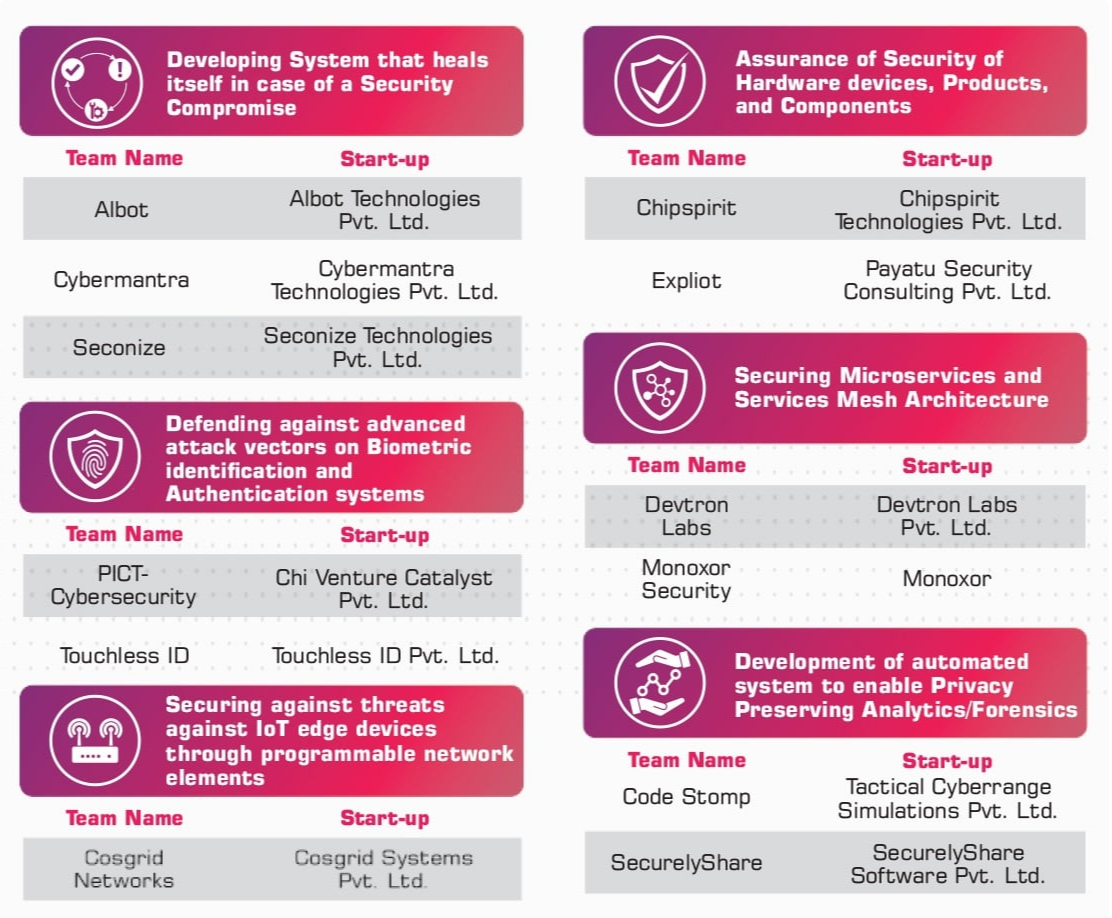 Developing System that heals
itself in case of a Security
Compromise
Team Name Start-up
Albot Albot Technologies
Pvt. Ltd.
Cybermantra Cybermantra
Technologies Pvt. Ltd.
Seconize Seconize Technologies
Pvt. Ltd.
Defending against advanced
attack vectors on Biometric
identification and
Authentication systems
Team Name Start-up
PICT- Chi Venture Catalyst
Cybersecurity Pvt. Ltd.
Touchless ID Touchless ID Pvt. Ltd.
Securing against threats
against IoT edge devices
through programmable network
elements
Team Name Start-up
Cosgrid Cosgrid Systems
Networks Pvt. Ltd.
Assurance of Security of
Hardware devices, Products,
and Components
Team Name Start-up
Chipspirit Chipspirit
Technologies Pvt. Ltd.
Expliot Payatu Security
Consulting Pvt. Ltd.
Securing Microservices and
Services Mesh Architecture
Team Name Start-up
Devtron Devtron Labs
Labs Pvt. Ltd.
Monoxor Monoxor
Security
Development of automated
system to enable Privacy
Preserving Analytics/Forensics
Team Name Start-up
Code Stomp Tactical Cyberrange
Simulations Pvt. Ltd.
SecurelyShare SecurelyShare
Software Pvt. Ltd.